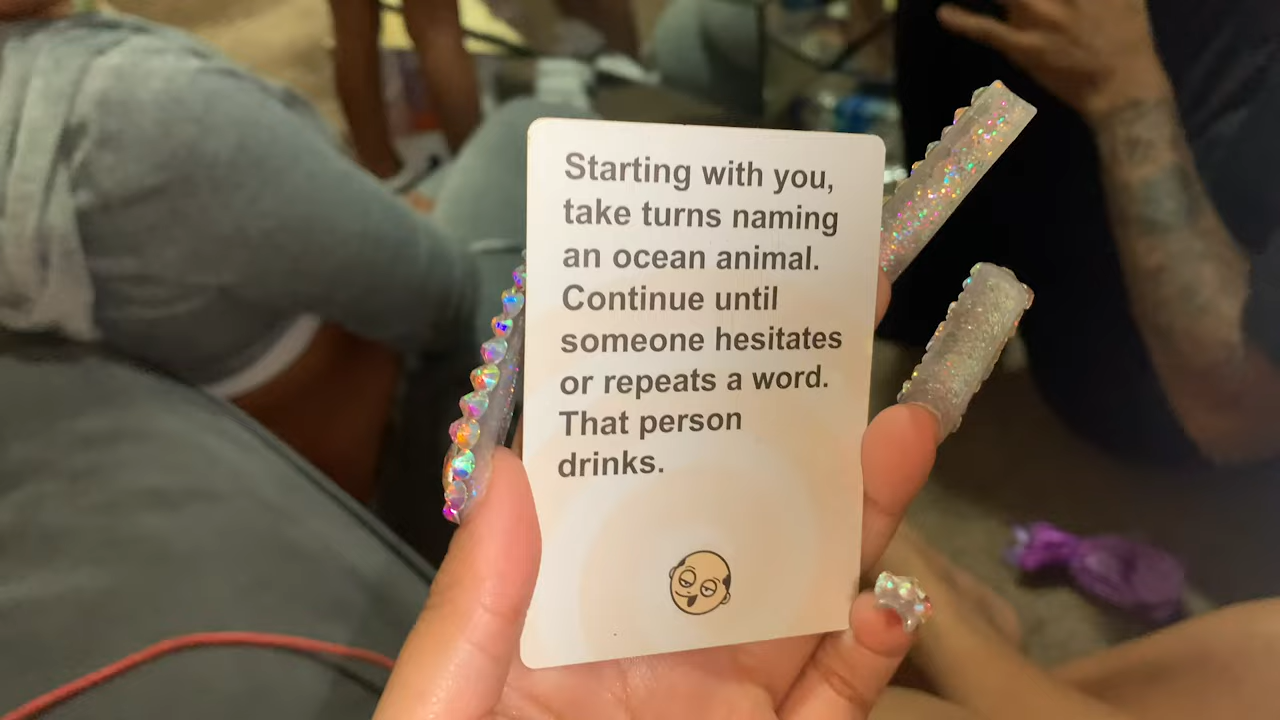 Starting with you,
take turns naming
an ocean animal.
Continue until
someone hesitates
or repeats a word.
That person
drinks.